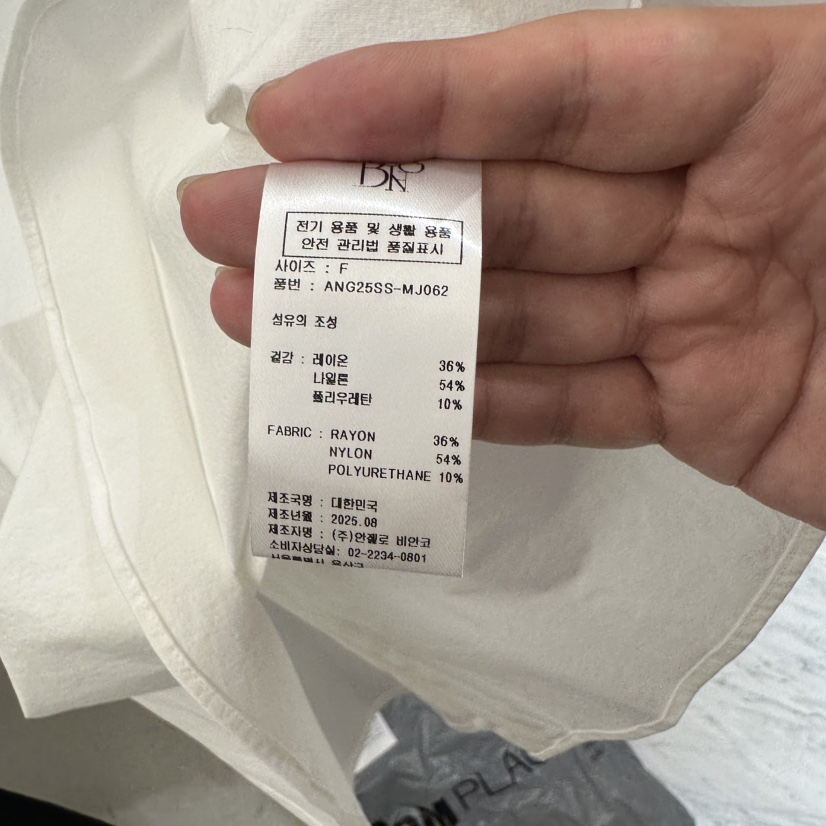 전기 용품 및 생활 용품
안전 관리법 품질표시
사이즈 : F
품번 : ANG25SS-MJ062
섬유의 조성
겉감 : 레이온 36%
나일론 54%
폴리우레탄 10%
FABRIC : RAYON 36%
NYLON 54%
POLYURETHANE 10%
제조국명 : 대한민국
제조년월 : 2025.08
제조자명 : (주)안젤로 비안코
소비자상담실: 02-2234-0801